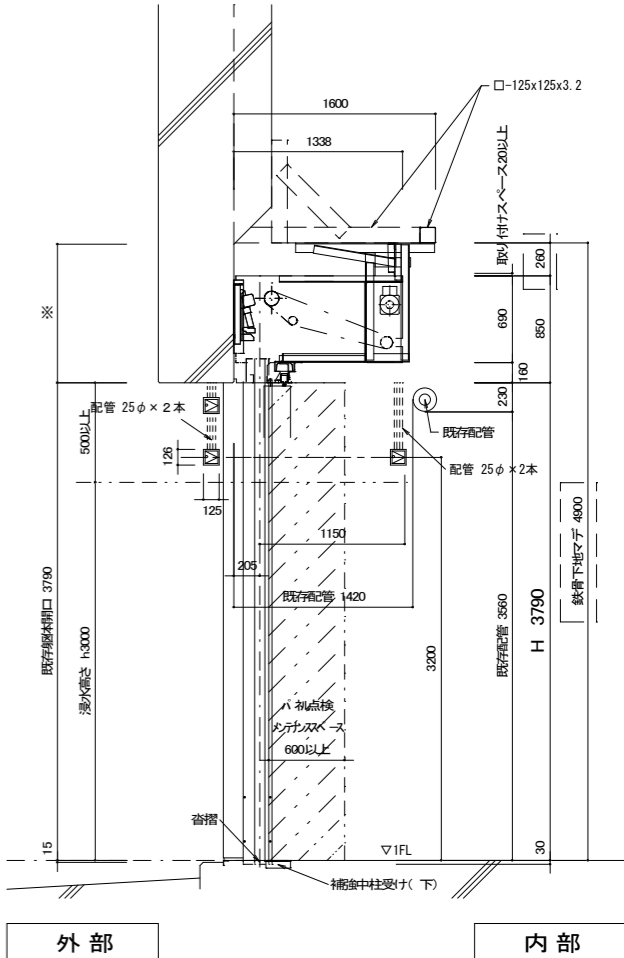 □-125x125x3.2
1600
1338
取り付けスペース20以上
260
※
690
850
160
230
配管 25φ×2本
500以上
既存配管
126
配管 25φ×2本
125
1150
鉄骨下地マデ 4900
205
既存配管 1420
既存躯体開口 3790
浸水高さ h3000
3200
既存配管 3560
H 3790
パネル点検
メンテナンススペース
600以上
沓摺
15
▽1FL
30
補強中柱受け(下)
外部
内部